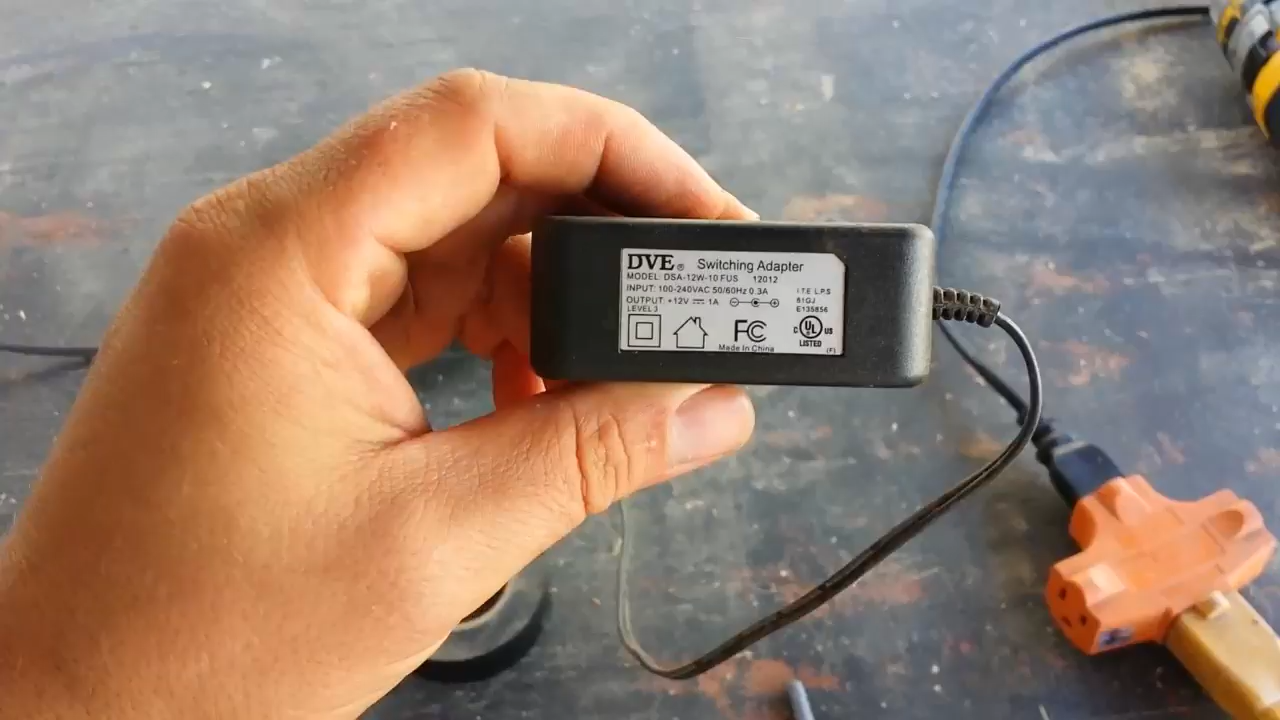 DVE® Switching Adapter
MODEL: DSA-12W-10 FUS 12012
INPUT: 100-240VAC 50/60Hz 0.3A
OUTPUT: +12V ⎓ 1A
LEVEL 3
I.T.E. L.P.S
61GJ
E135856
FC
Made In China
C UL US
LISTED
(F)